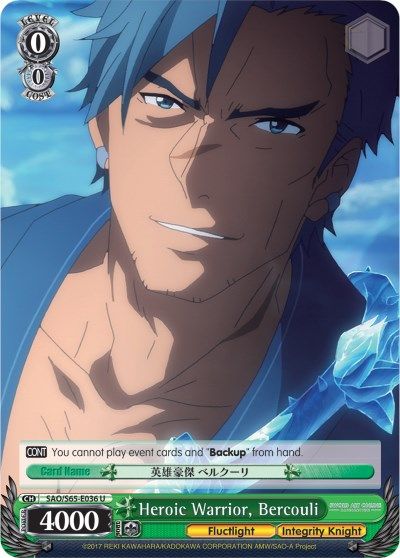 LEVEL
0
0
COST
CONT You cannot play event cards and "Backup" from hand.
Card Name
英雄豪傑 ベルクーリ
CH SAO/S65-E036 U
Heroic Warrior, Bercouli
POWER 4000 SOUL
Fluctlight Integrity Knight
©2017 REKI KAWAHARA/KADOKAWA CORPORATION AMW/SAO-A Project